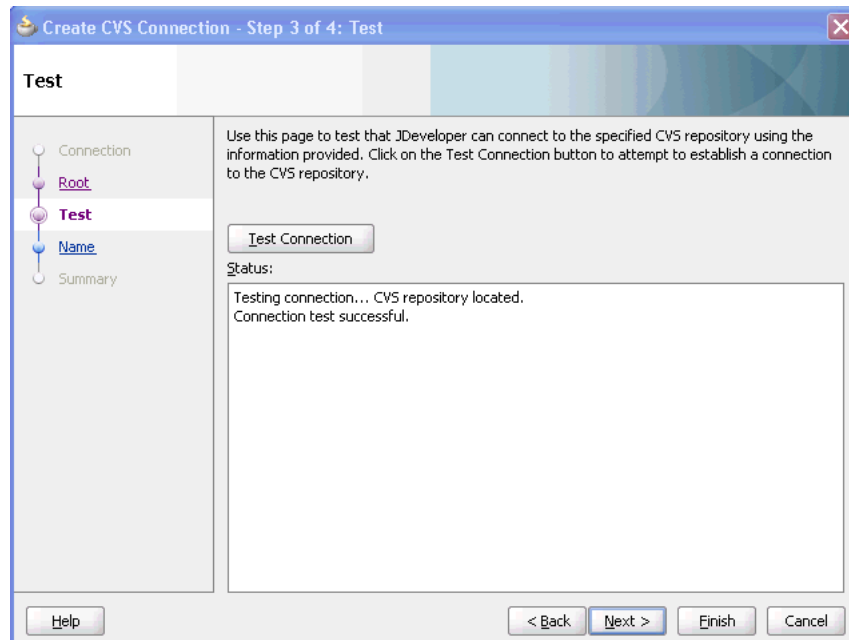 Create CVS Connection - Step 3 of 4: Test
Test
Connection
Root
Test
Name
Summary
Use this page to test that JDeveloper can connect to the specified CVS repository using the
information provided. Click on the Test Connection button to attempt to establish a connection
to the CVS repository.
Test Connection
Status:
Testing connection... CVS repository located.
Connection test successful.
Help
< Back
Next >
Finish
Cancel